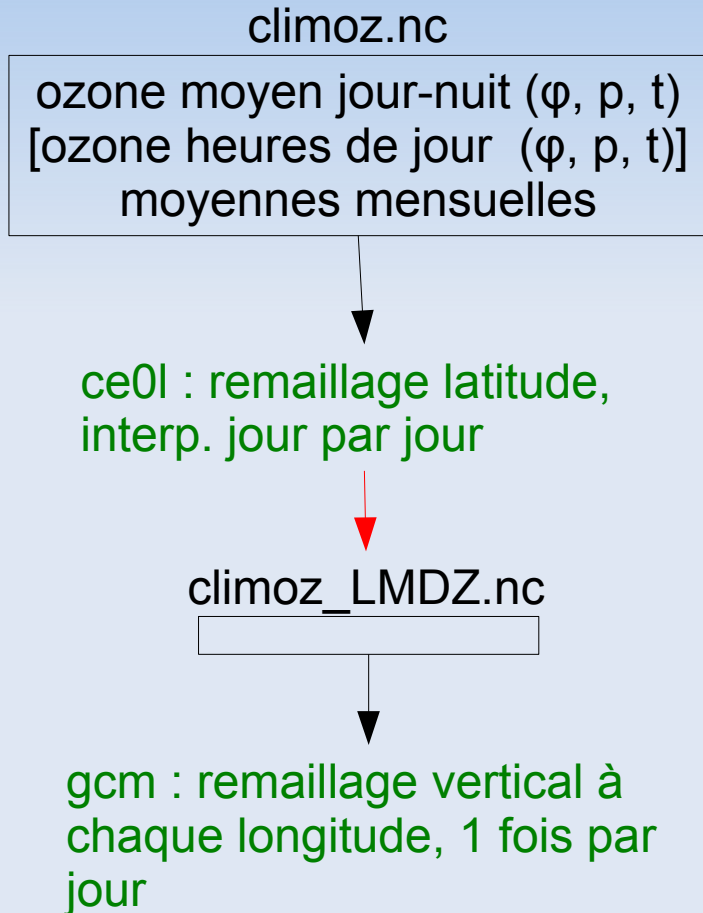 climoz.nc
ozone moyen jour-nuit (φ, p, t)
[ozone heures de jour (φ, p, t)]
moyennes mensuelles
ce0l : remaillage latitude,
interp. jour par jour
climoz_LMDZ.nc
gcm : remaillage vertical à
chaque longitude, 1 fois par
jour